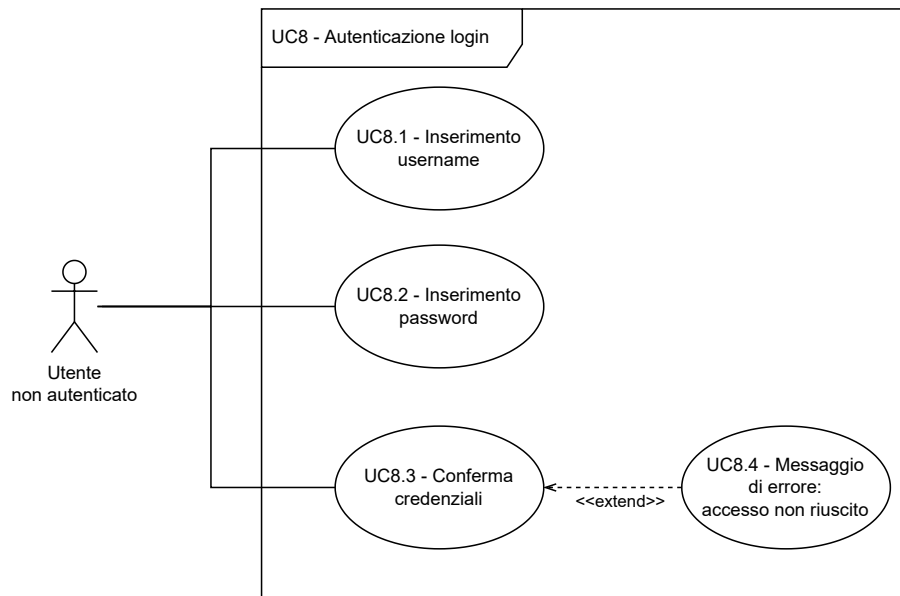 UC8 - Autenticazione login
UC8.1 - Inserimento
username
UC8.2 - Inserimento
password
Utente
non autenticato
UC8.3 - Conferma
credenziali
<<extend>>
UC8.4 - Messaggio
di errore:
accesso non riuscito